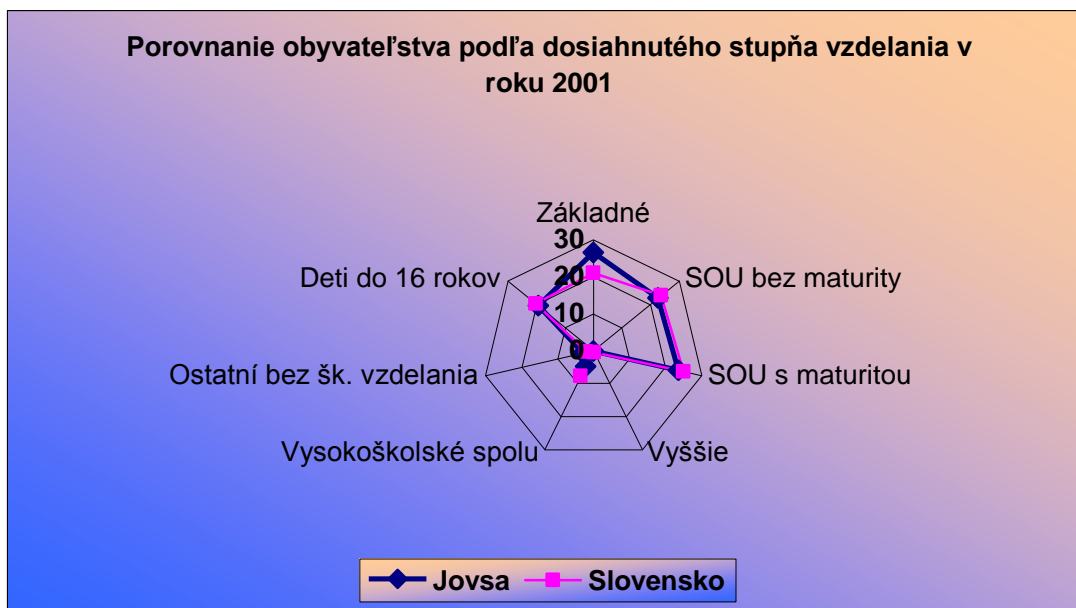 Porovnanie obyvateľstva podľa dosiahnutého stupňa vzdelania v
roku 2001
Základné
30
Deti do 16 rokov
SOU bez maturity
20
10
0
Ostatní bez šk. vzdelania
SOU s maturitou
Vysokoškolské spolu
Vyššie
Jovsa
Slovensko